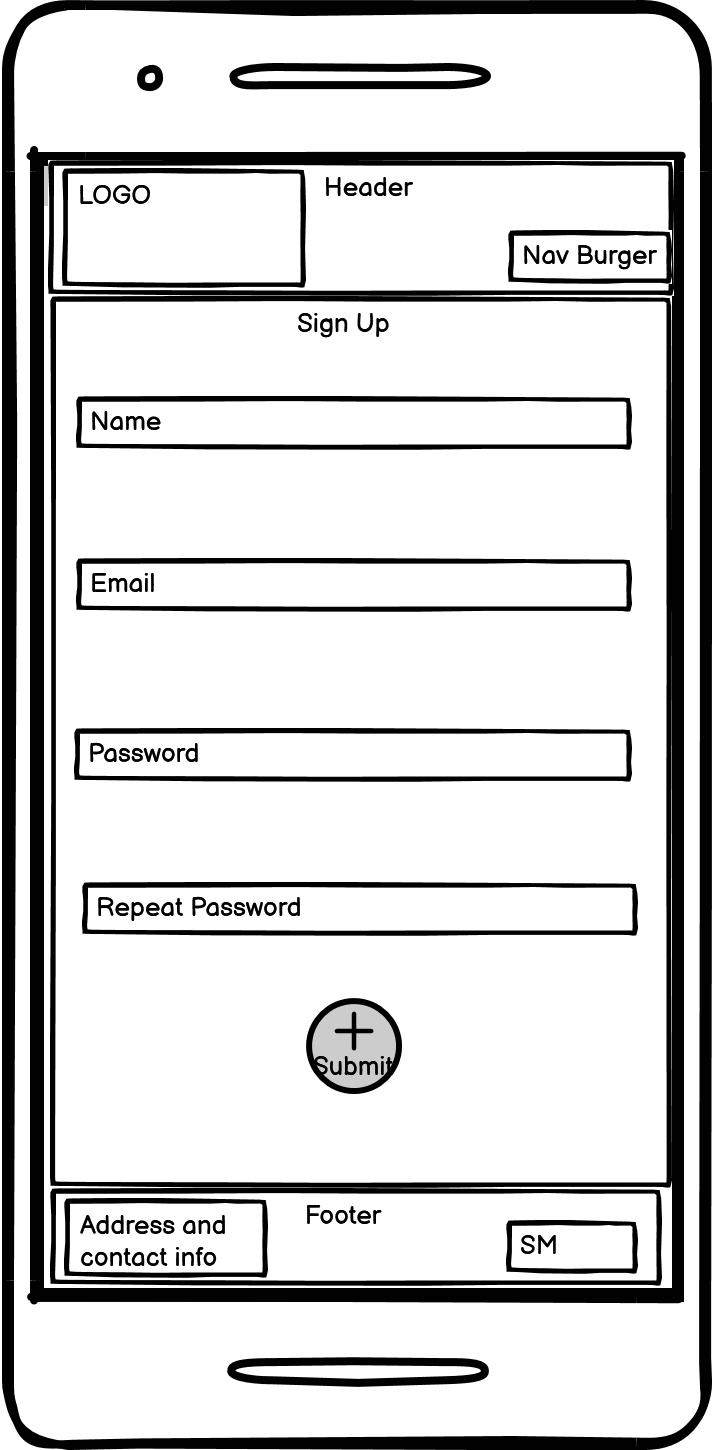 LOGO
Header
Nav Burger
Sign Up
Name
Email
Password
Repeat Password
Submit
Address and
contact info
Footer
SM